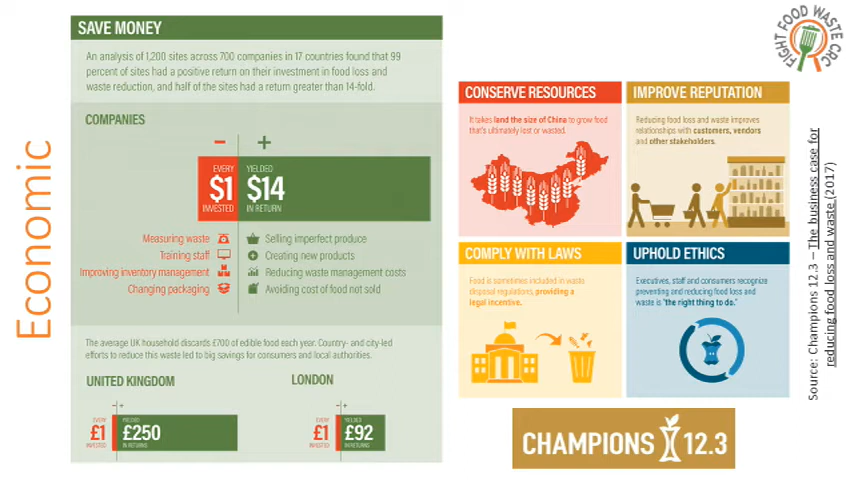 Economic
SAVE MONEY
An analysis of 1,200 sites across 700 companies in 17 countries found that 99
percent of sites had a positive return on their investment in food loss and
waste reduction, and half of the sites had a return greater than 14-fold.
COMPANIES
− +
EVERY
$1
INVESTED
YIELDED
$14
IN RETURN
Measuring waste
Training staff
Improving inventory management
Changing packaging
Selling imperfect produce
Creating new products
Reducing waste management costs
Avoiding cost of food not sold
The average UK household discards £700 of edible food each year. Country- and city-led
efforts to reduce this waste led to big savings for consumers and local authorities.
UNITED KINGDOM
− +
EVERY
£1
INVESTED
£250
IN RETURNS
LONDON
− +
EVERY
£1
INVESTED
YIELDED
£92
IN RETURNS
CONSERVE RESOURCES
It takes land the size of China to grow food
that's ultimately lost or wasted.
IMPROVE REPUTATION
Reducing food loss and waste improves
relationships with customers, vendors
and other stakeholders.
COMPLY WITH LAWS
Food is sometimes included in waste
disposal regulations, providing a
legal incentive.
UPHOLD ETHICS
Executives, staff and consumers recognize
preventing and reducing food loss and
waste is "the right thing to do."
CHAMPIONS 12.3
FIGHT FOOD WASTE CRC
Source: Champions 12.3 – The business case for
reducing food loss and waste (2017)